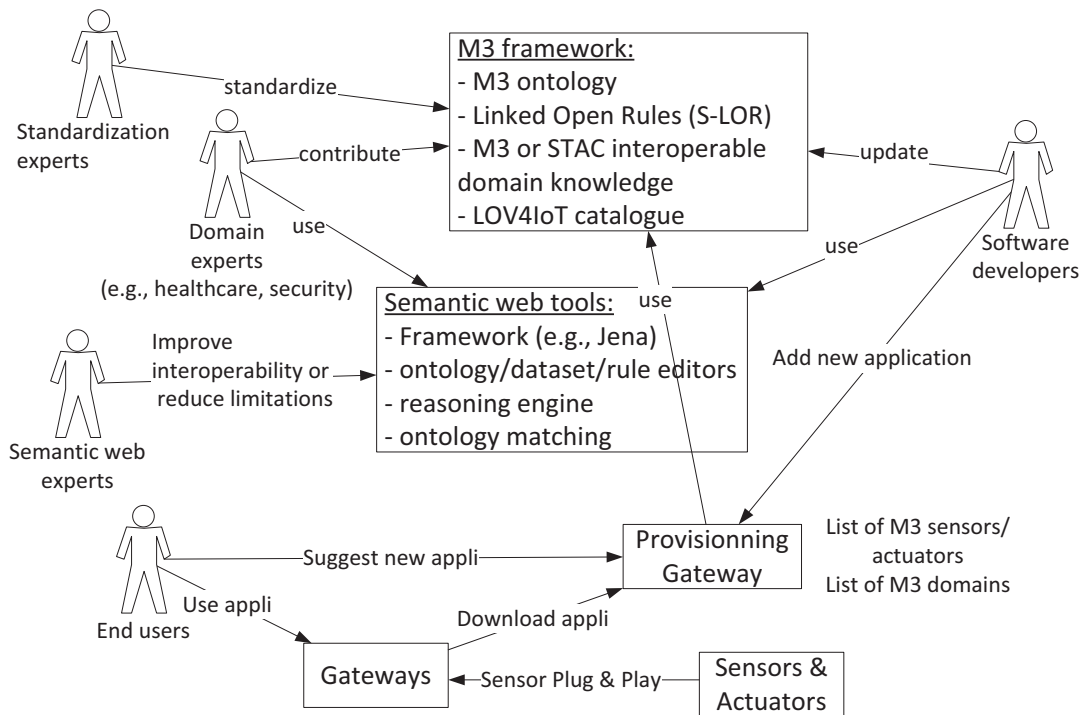 M3 framework:
- M3 ontology
- Linked Open Rules (S-LOR)
- M3 or STAC interoperable
domain knowledge
- LOV4IoT catalogue
standardize
Standardization
experts
contribute
update
use
Domain
experts
(e.g., healthcare, security)
use
Software
developers
use
Semantic web tools:
- Framework (e.g., Jena)
- ontology/dataset/rule editors
- reasoning engine
- ontology matching
Improve
interoperability or
reduce limitations
Add new application
Semantic web
experts
Suggest new appli
Provisionning
Gateway
List of M3 sensors/
actuators
List of M3 domains
Use appli
Download appli
End users
Gateways
Sensor Plug & Play
Sensors &
Actuators